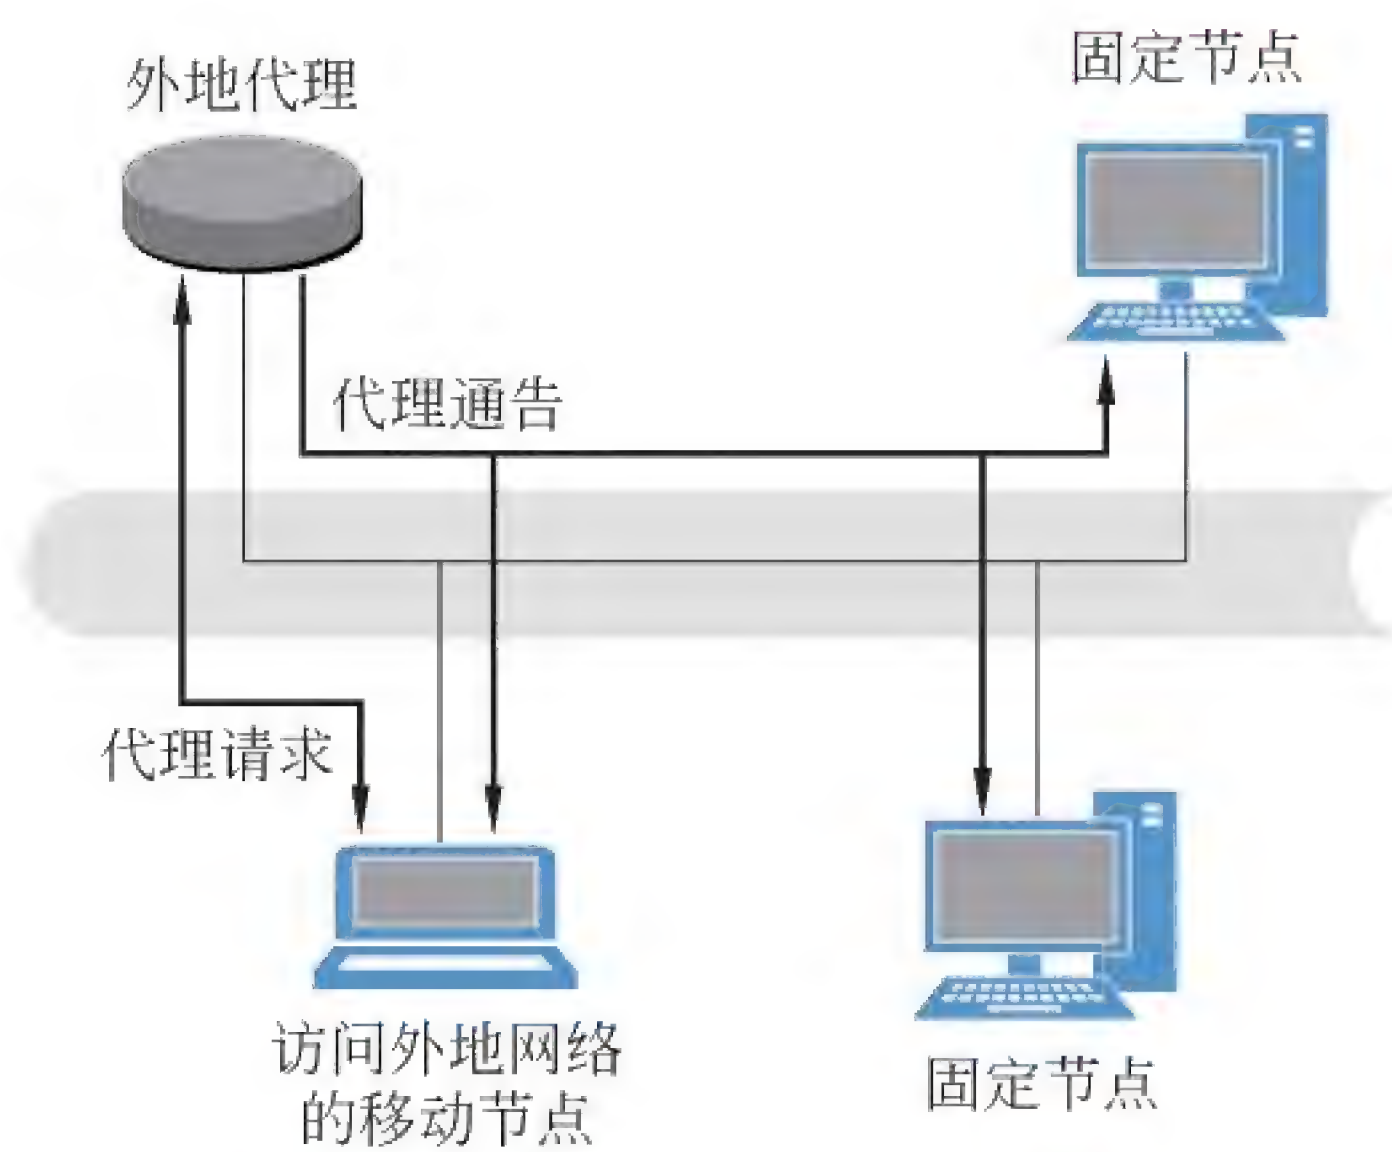 外地代理
固定节点
代理通告
代理请求
访问外地网络
的移动节点
固定节点